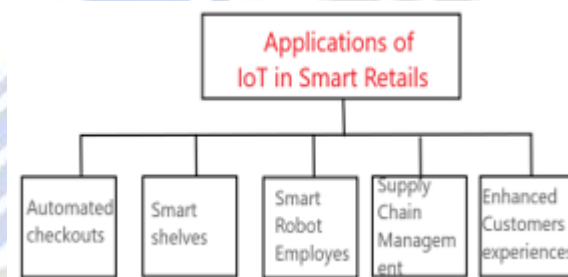 Applications of
IoT in Smart Retails
Automated
checkouts
Smart
shelves
Smart
Robot
Employes
Supply
Chain
Managem
ent
Enhanced
Customers
experiences